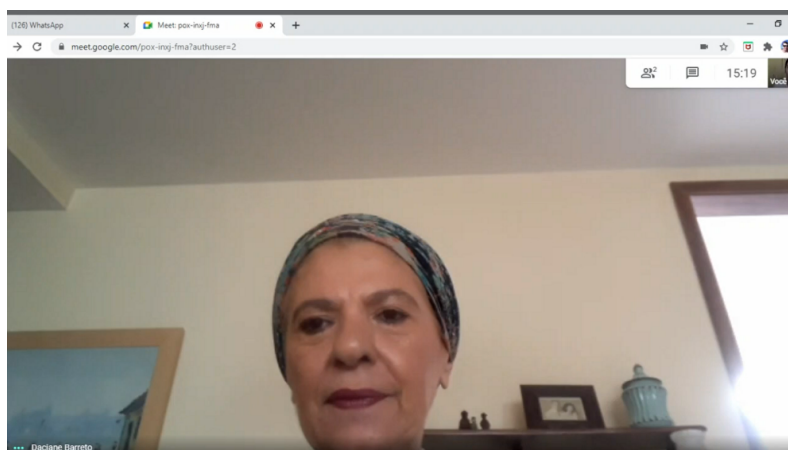 (126) WhatsApp
Meet: pox-inxj-fma
meet.google.com/pox-inxj-fma?authuser=2
2
15:19
Você
Daciane Barreto